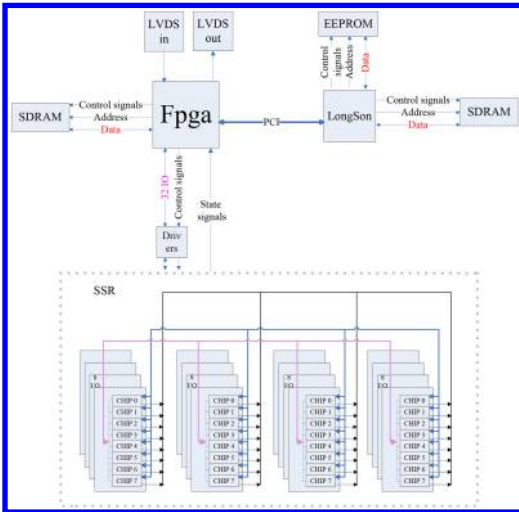 LVDS
in
LVDS
out
EEPROM
Control
signals
Address
Data
SDRAM
Control signals
Address
Data
Fpga
PCI
LongSon
Control signals
Address
Data
SDRAM
32 IO
Control signals
State
signals
Driv
ers
SSR
8
I/O
CHIP 0
CHIP 1
CHIP 2
CHIP 3
CHIP 4
CHIP 5
CHIP 6
CHIP 7
8
I/O
CHIP 0
CHIP 1
CHIP 2
CHIP 3
CHIP 4
CHIP 5
CHIP 6
CHIP 7
8
I/O
CHIP 0
CHIP 1
CHIP 2
CHIP 3
CHIP 4
CHIP 5
CHIP 6
CHIP 7
8
I/O
CHIP 0
CHIP 1
CHIP 2
CHIP 3
CHIP 4
CHIP 5
CHIP 6
CHIP 7